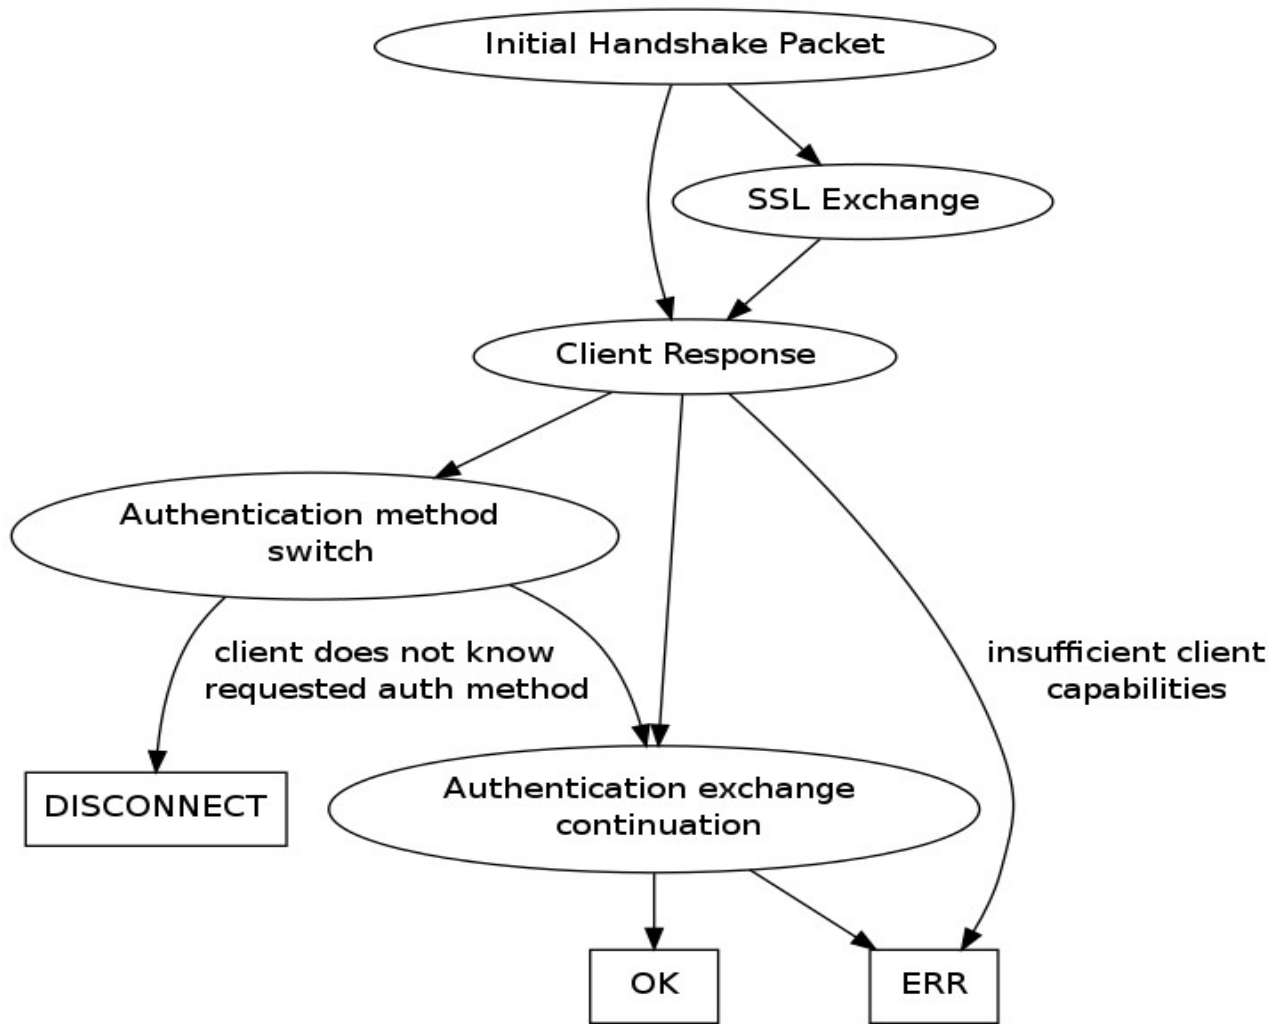 Initial Handshake Packet
SSL Exchange
Client Response
Authentication method
switch
client does not know
requested auth method
insufficient client
capabilities
DISCONNECT
Authentication exchange
continuation
OK
ERR